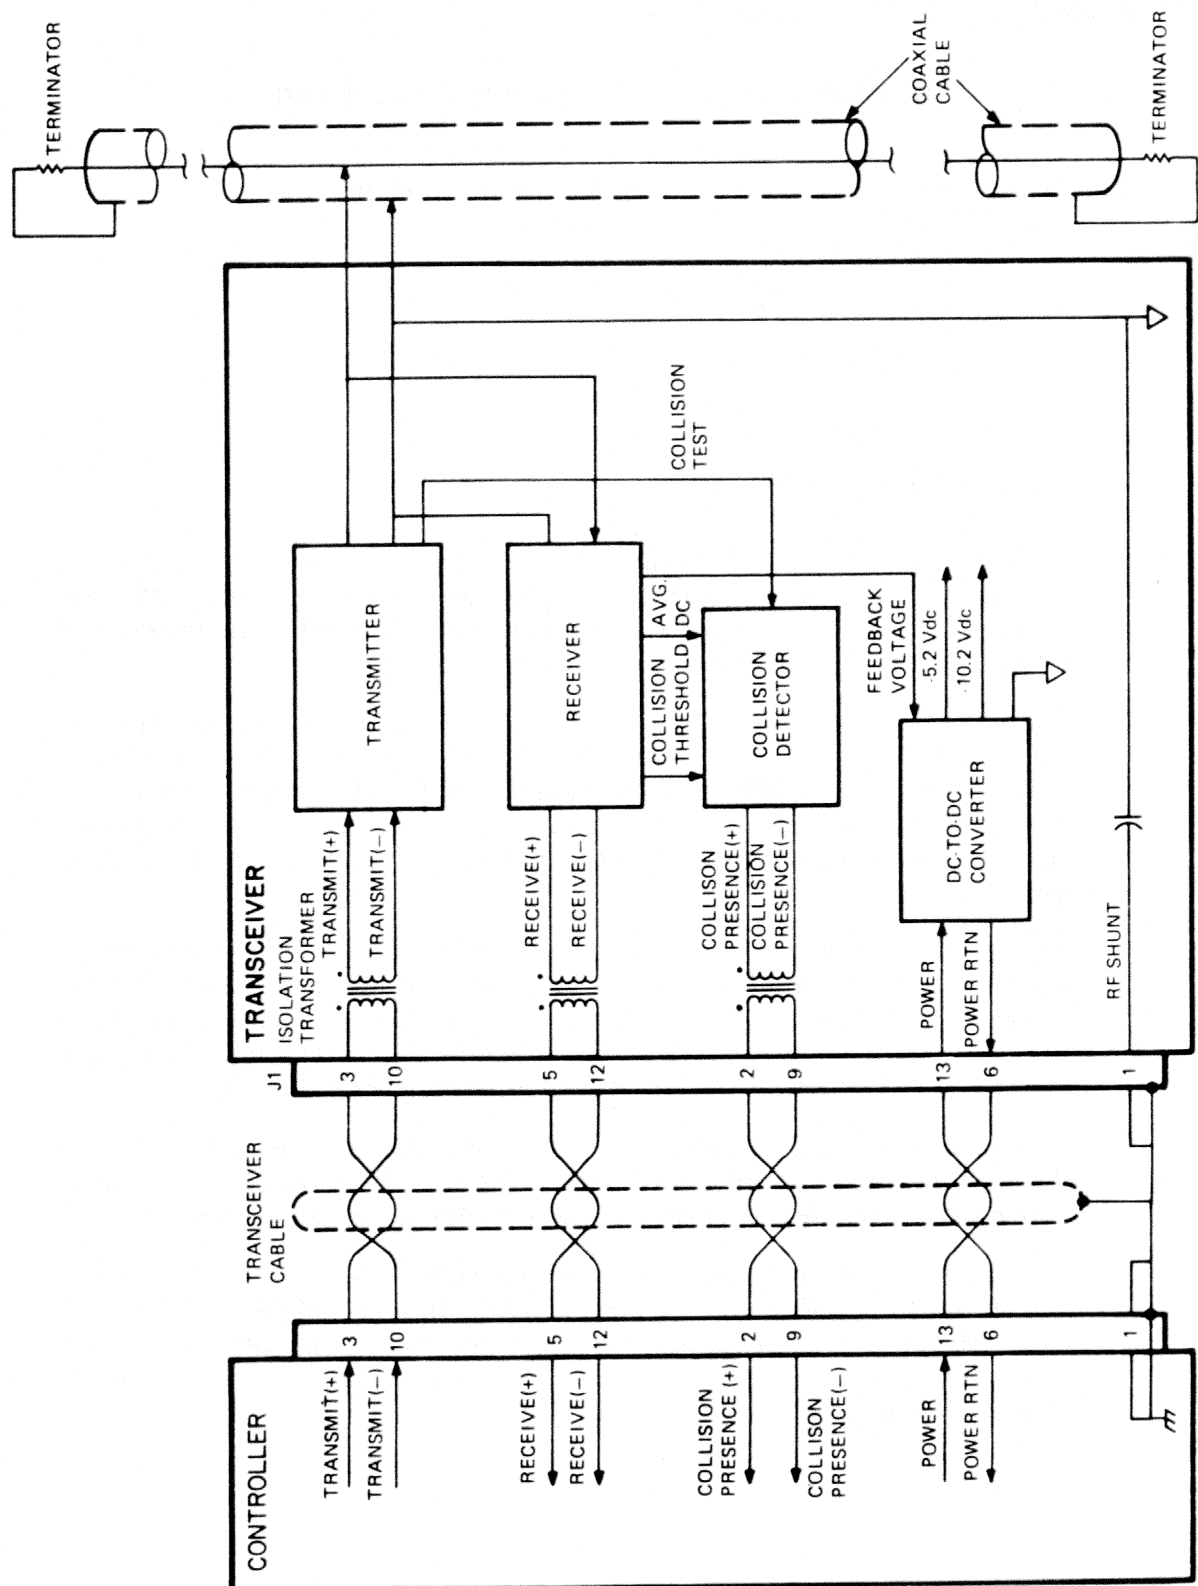 CONTROLLER
TRANSMIT(+)
TRANSMIT(−)
RECEIVE(+)
RECEIVE(−)
COLLISION
PRESENCE (+)
COLLISON
PRESENCE(−)
POWER
POWER RTN
3
10
5
12
2
9
13
6
1
TRANSCEIVER
CABLE
J1
3
10
5
12
2
9
13
6
1
TRANSCEIVER
ISOLATION
TRANSFORMER
TRANSMIT(+)
TRANSMIT(−)
RECEIVE(+)
RECEIVE(−)
COLLISON
PRESENCE(+)
COLLISION
PRESENCE(−)
POWER
POWER RTN
RF SHUNT
TRANSMITTER
RECEIVER
COLLISION
THRESHOLD
AVG.
DC
COLLISION
DETECTOR
DC-TO-DC
CONVERTER
FEEDBACK
VOLTAGE
-5.2 Vdc
-10.2 Vdc
COLLISION
TEST
TERMINATOR
COAXIAL
CABLE
TERMINATOR